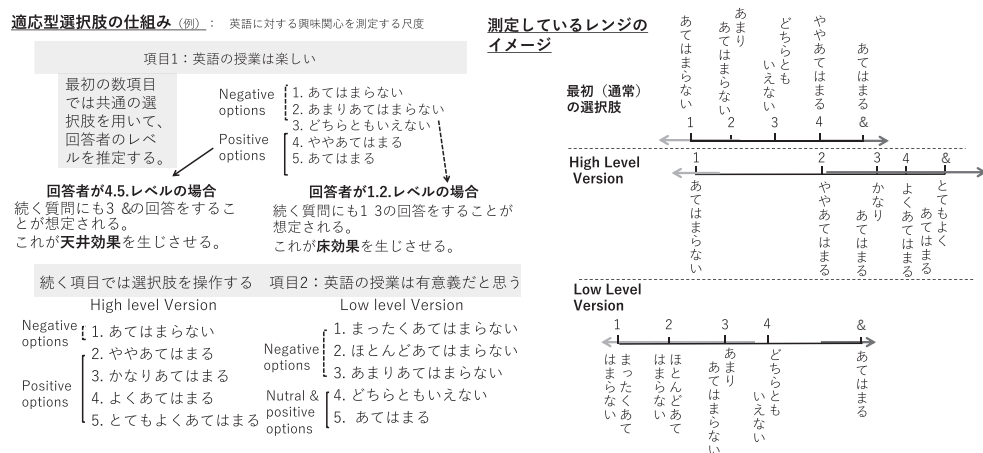 適応型選択肢の仕組み（例）： 英語に対する興味関心を測定する尺度
項目1：英語の授業は楽しい
最初の数項目
では共通の選
択肢を用いて、
回答者のレベ
ルを推定する。
Negative
options
Positive
options
1. あてはまらない
2. あまりあてはまらない
3. どちらともいえない
4. ややあてはまる
5. あてはまる
回答者が4.5.レベルの場合
続く質問にも3 &の回答をするこ
とが想定される。
これが天井効果を生じさせる。
回答者が1.2.レベルの場合
続く質問にも1 3の回答をすることが
想定される。
これが床効果を生じさせる。
続く項目では選択肢を操作する 項目2：英語の授業は有意義だと思う
High level Version
Negative
options
Positive
options
1. あてはまらない
2. ややあてはまる
3. かなりあてはまる
4. よくあてはまる
5. とてもよくあてはまる
Low level Version
Negative
options
Nutral &
positive
options
1. まったくあてはまらない
2. ほとんどあてはまらない
3. あまりあてはまらない
4. どちらともいえない
5. あてはまる
測定しているレンジの
イメージ
最初（通常）
の選択肢
あてはまらない
あまり
あてはまらない
どちらとも
いえない
ややあてはまる
あてはまる
1 2 3 4 &
High Level
Version
1 2 3 4 &
あてはまらない
ややあてはまる
かなり
あてはまる
よくあてはまる
とてもよく
あてはまる
Low Level
Version
1 2 3 4 &
まったくあて
はまらない
ほとんどあて
はまらない
あまり
あてはまらない
どちらとも
いえない
あてはまる